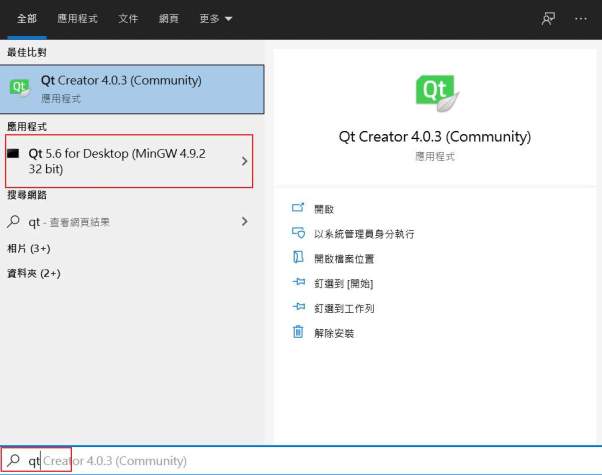 全部 應用程式 文件 網頁 更多
最佳比對
Qt Creator 4.0.3 (Community)
應用程式
應用程式
Qt 5.6 for Desktop (MinGW 4.9.2
32 bit)
搜尋網路
qt - 查看網頁結果
相片 (3+)
資料夾 (2+)
Qt
Qt Creator 4.0.3 (Community)
應用程式
開啟
以系統管理員身分執行
開啟檔案位置
釘選到 [開始]
釘選到工作列
解除安裝
qt Creator 4.0.3 (Community)